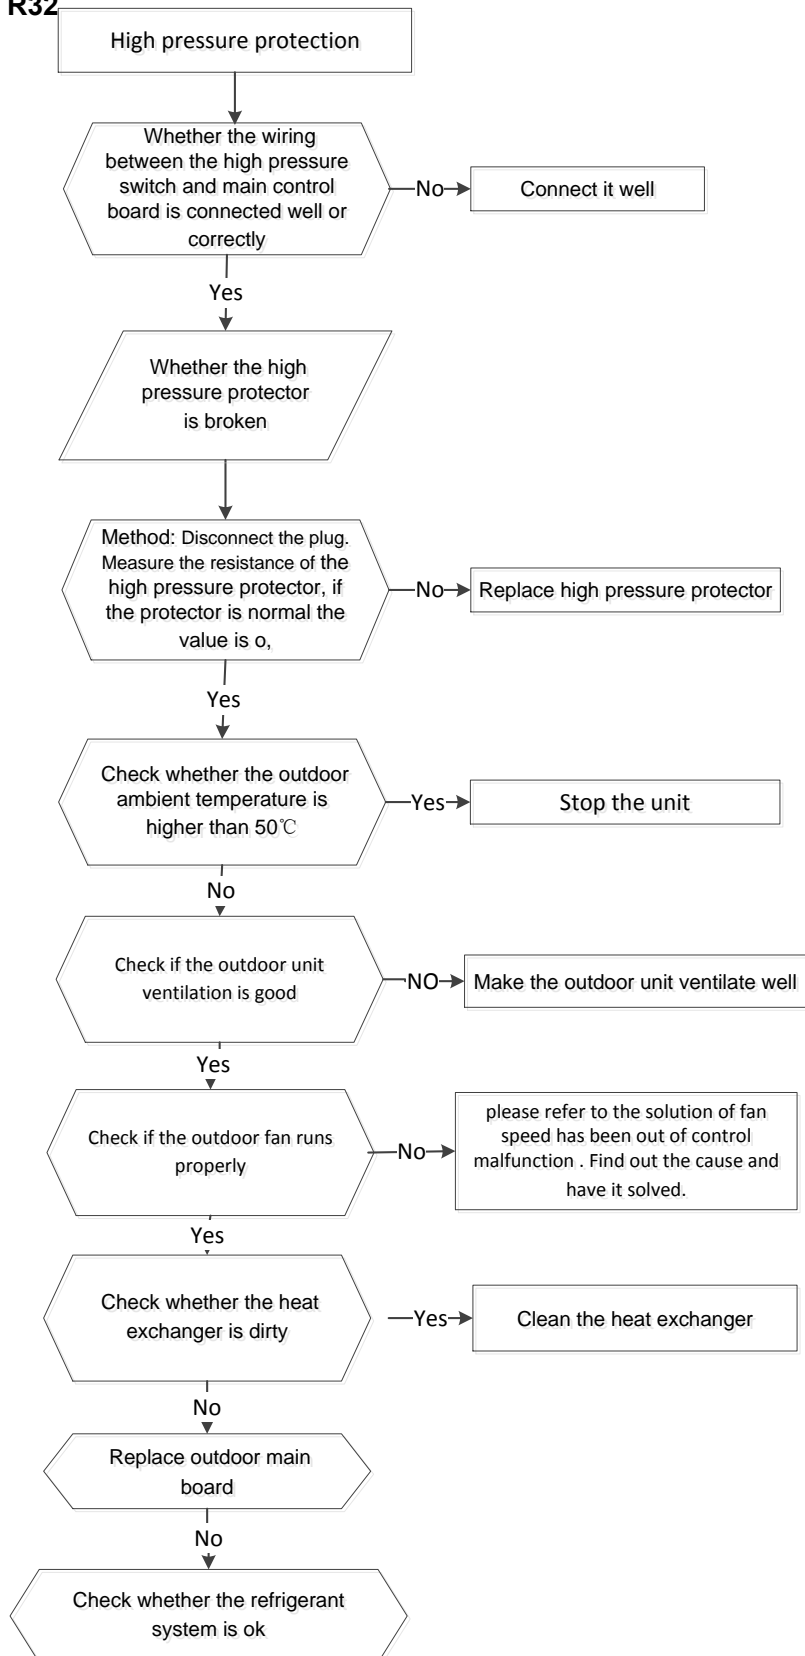 R32
High pressure protection
Whether the wiring
between the high pressure
switch and main control
board is connected well or
correctly
No
Connect it well
Yes
Whether the high
pressure protector
is broken
Method: Disconnect the plug.
Measure the resistance of the
high pressure protector, if
the protector is normal the
value is o,
No
Replace high pressure protector
Yes
Check whether the outdoor
ambient temperature is
higher than 50℃
Yes
Stop the unit
No
Check if the outdoor unit
ventilation is good
NO
Make the outdoor unit ventilate well
Yes
Check if the outdoor fan runs
properly
No
please refer to the solution of fan
speed has been out of control
malfunction . Find out the cause and
have it solved.
Yes
Check whether the heat
exchanger is dirty
Yes
Clean the heat exchanger
No
Replace outdoor main
board
No
Check whether the refrigerant
system is ok